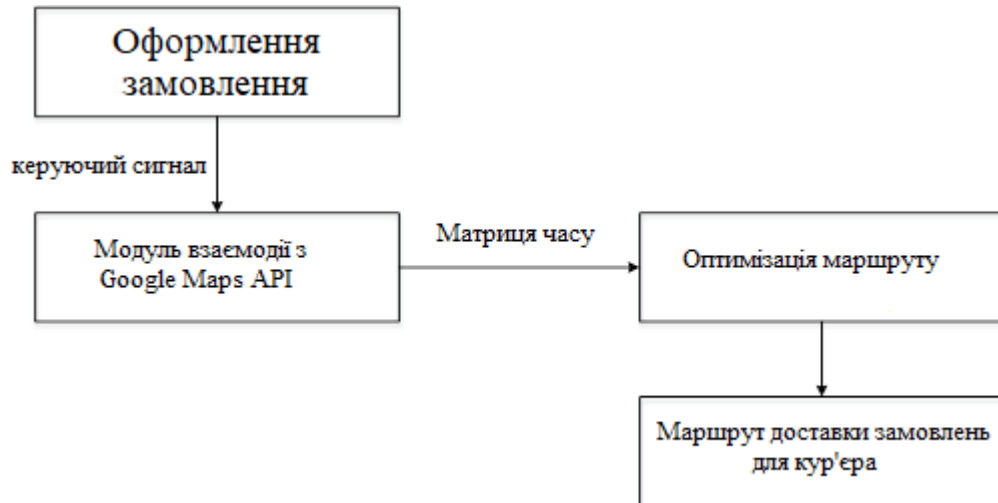 Оформлення
замовлення
керуючий сигнал
Модуль взаємодії з
Google Maps API
Матриця часу
Оптимізація маршруту
Маршрут доставки замовлень
для кур'єра